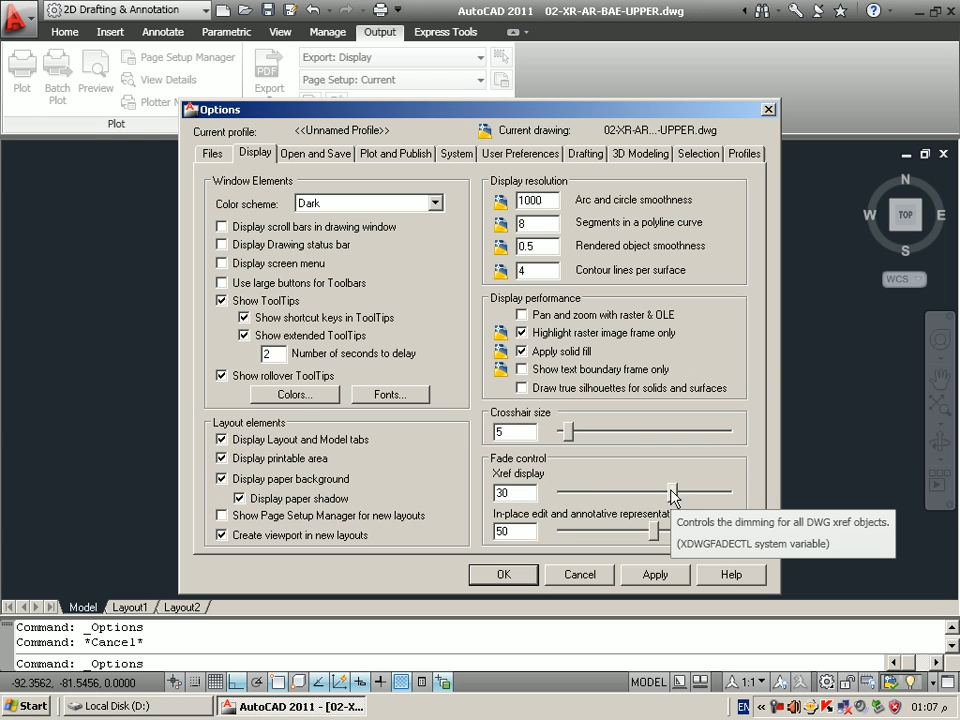 2D Drafting & Annotation
AutoCAD 2011 02-XR-AR-BAE-UPPER.dwg
Home Insert Annotate Parametric View Manage Output Express Tools
Plot Batch Plot Preview
Page Setup Manager
View Details
Plotter M
Plot
PDF
Export
Export: Display
Page Setup: Current
Options
Current profile: <<Unnamed Profile>> Current drawing: 02-XR-AR...-UPPER.dwg
Files Display Open and Save Plot and Publish System User Preferences Drafting 3D Modeling Selection Profiles
Window Elements
Color scheme: Dark
Display scroll bars in drawing window
Display Drawing status bar
Display screen menu
Use large buttons for Toolbars
Show ToolTips
Show shortcut keys in ToolTips
Show extended ToolTips
2 Number of seconds to delay
Show rollover ToolTips
Colors... Fonts...
Layout elements
Display Layout and Model tabs
Display printable area
Display paper background
Display paper shadow
Show Page Setup Manager for new layouts
Create viewport in new layouts
Display resolution
1000 Arc and circle smoothness
8 Segments in a polyline curve
0.5 Rendered object smoothness
4 Contour lines per surface
Display performance
Pan and zoom with raster & OLE
Highlight raster image frame only
Apply solid fill
Show text boundary frame only
Draw true silhouettes for solids and surfaces
Crosshair size
5
Fade control
Xref display
30
In-place edit and annotative representat
50
Controls the dimming for all DWG xref objects.
(XDWGFADECTL system variable)
OK Cancel Apply Help
N
W TOP E
S
WCS
Model Layout1 Layout2
Command: _Options
Command: *Cancel*
Command: _Options
-92.3562, -81.5456, 0.0000 MODEL 1:1
Start Local Disk (D:) AutoCAD 2011 - [02-X... EN 01:07 م